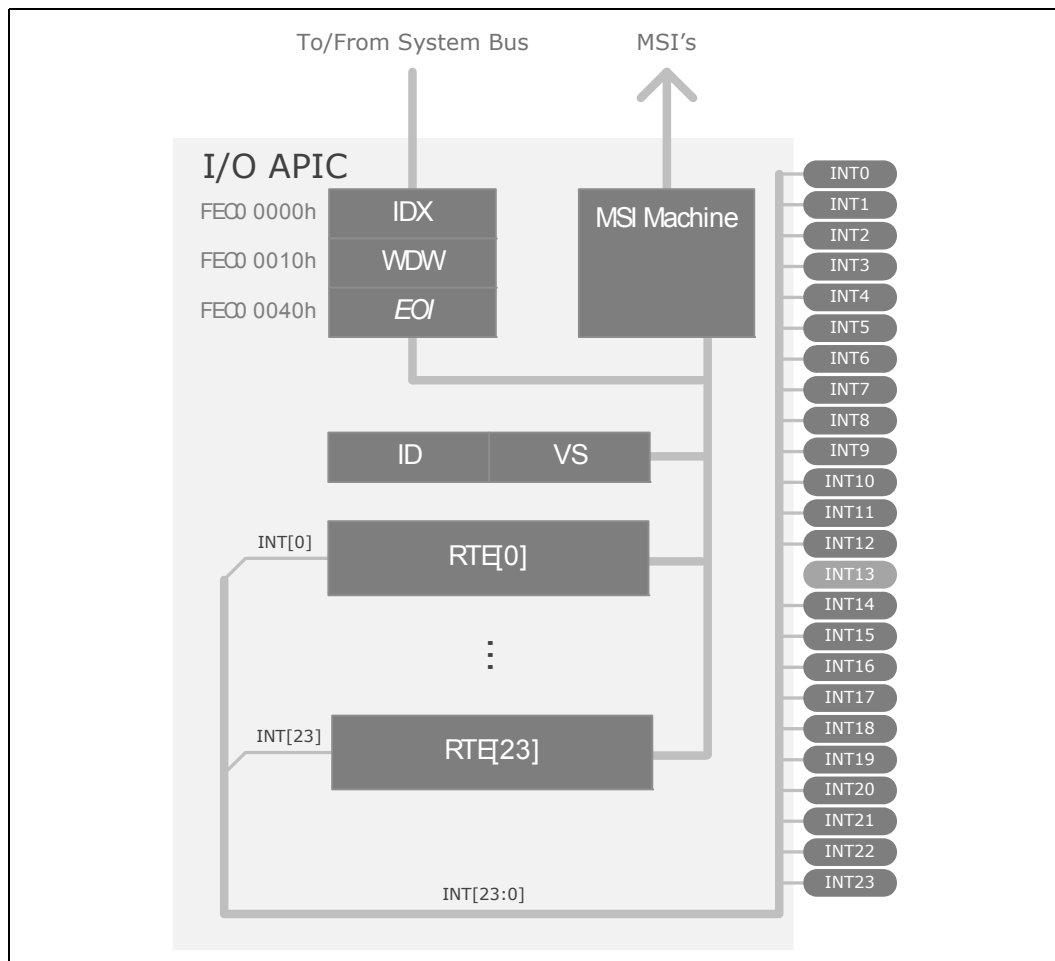 To/From System Bus
MSI's
I/O APIC
FEC0 0000h
IDX
FEC0 0010h
WDW
FEC0 0040h
EOI
MSI Machine
ID
VS
INT[0]
RTE[0]
INT[23]
RTE[23]
INT[23:0]
INT0
INT1
INT2
INT3
INT4
INT5
INT6
INT7
INT8
INT9
INT10
INT11
INT12
INT13
INT14
INT15
INT16
INT17
INT18
INT19
INT20
INT21
INT22
INT23